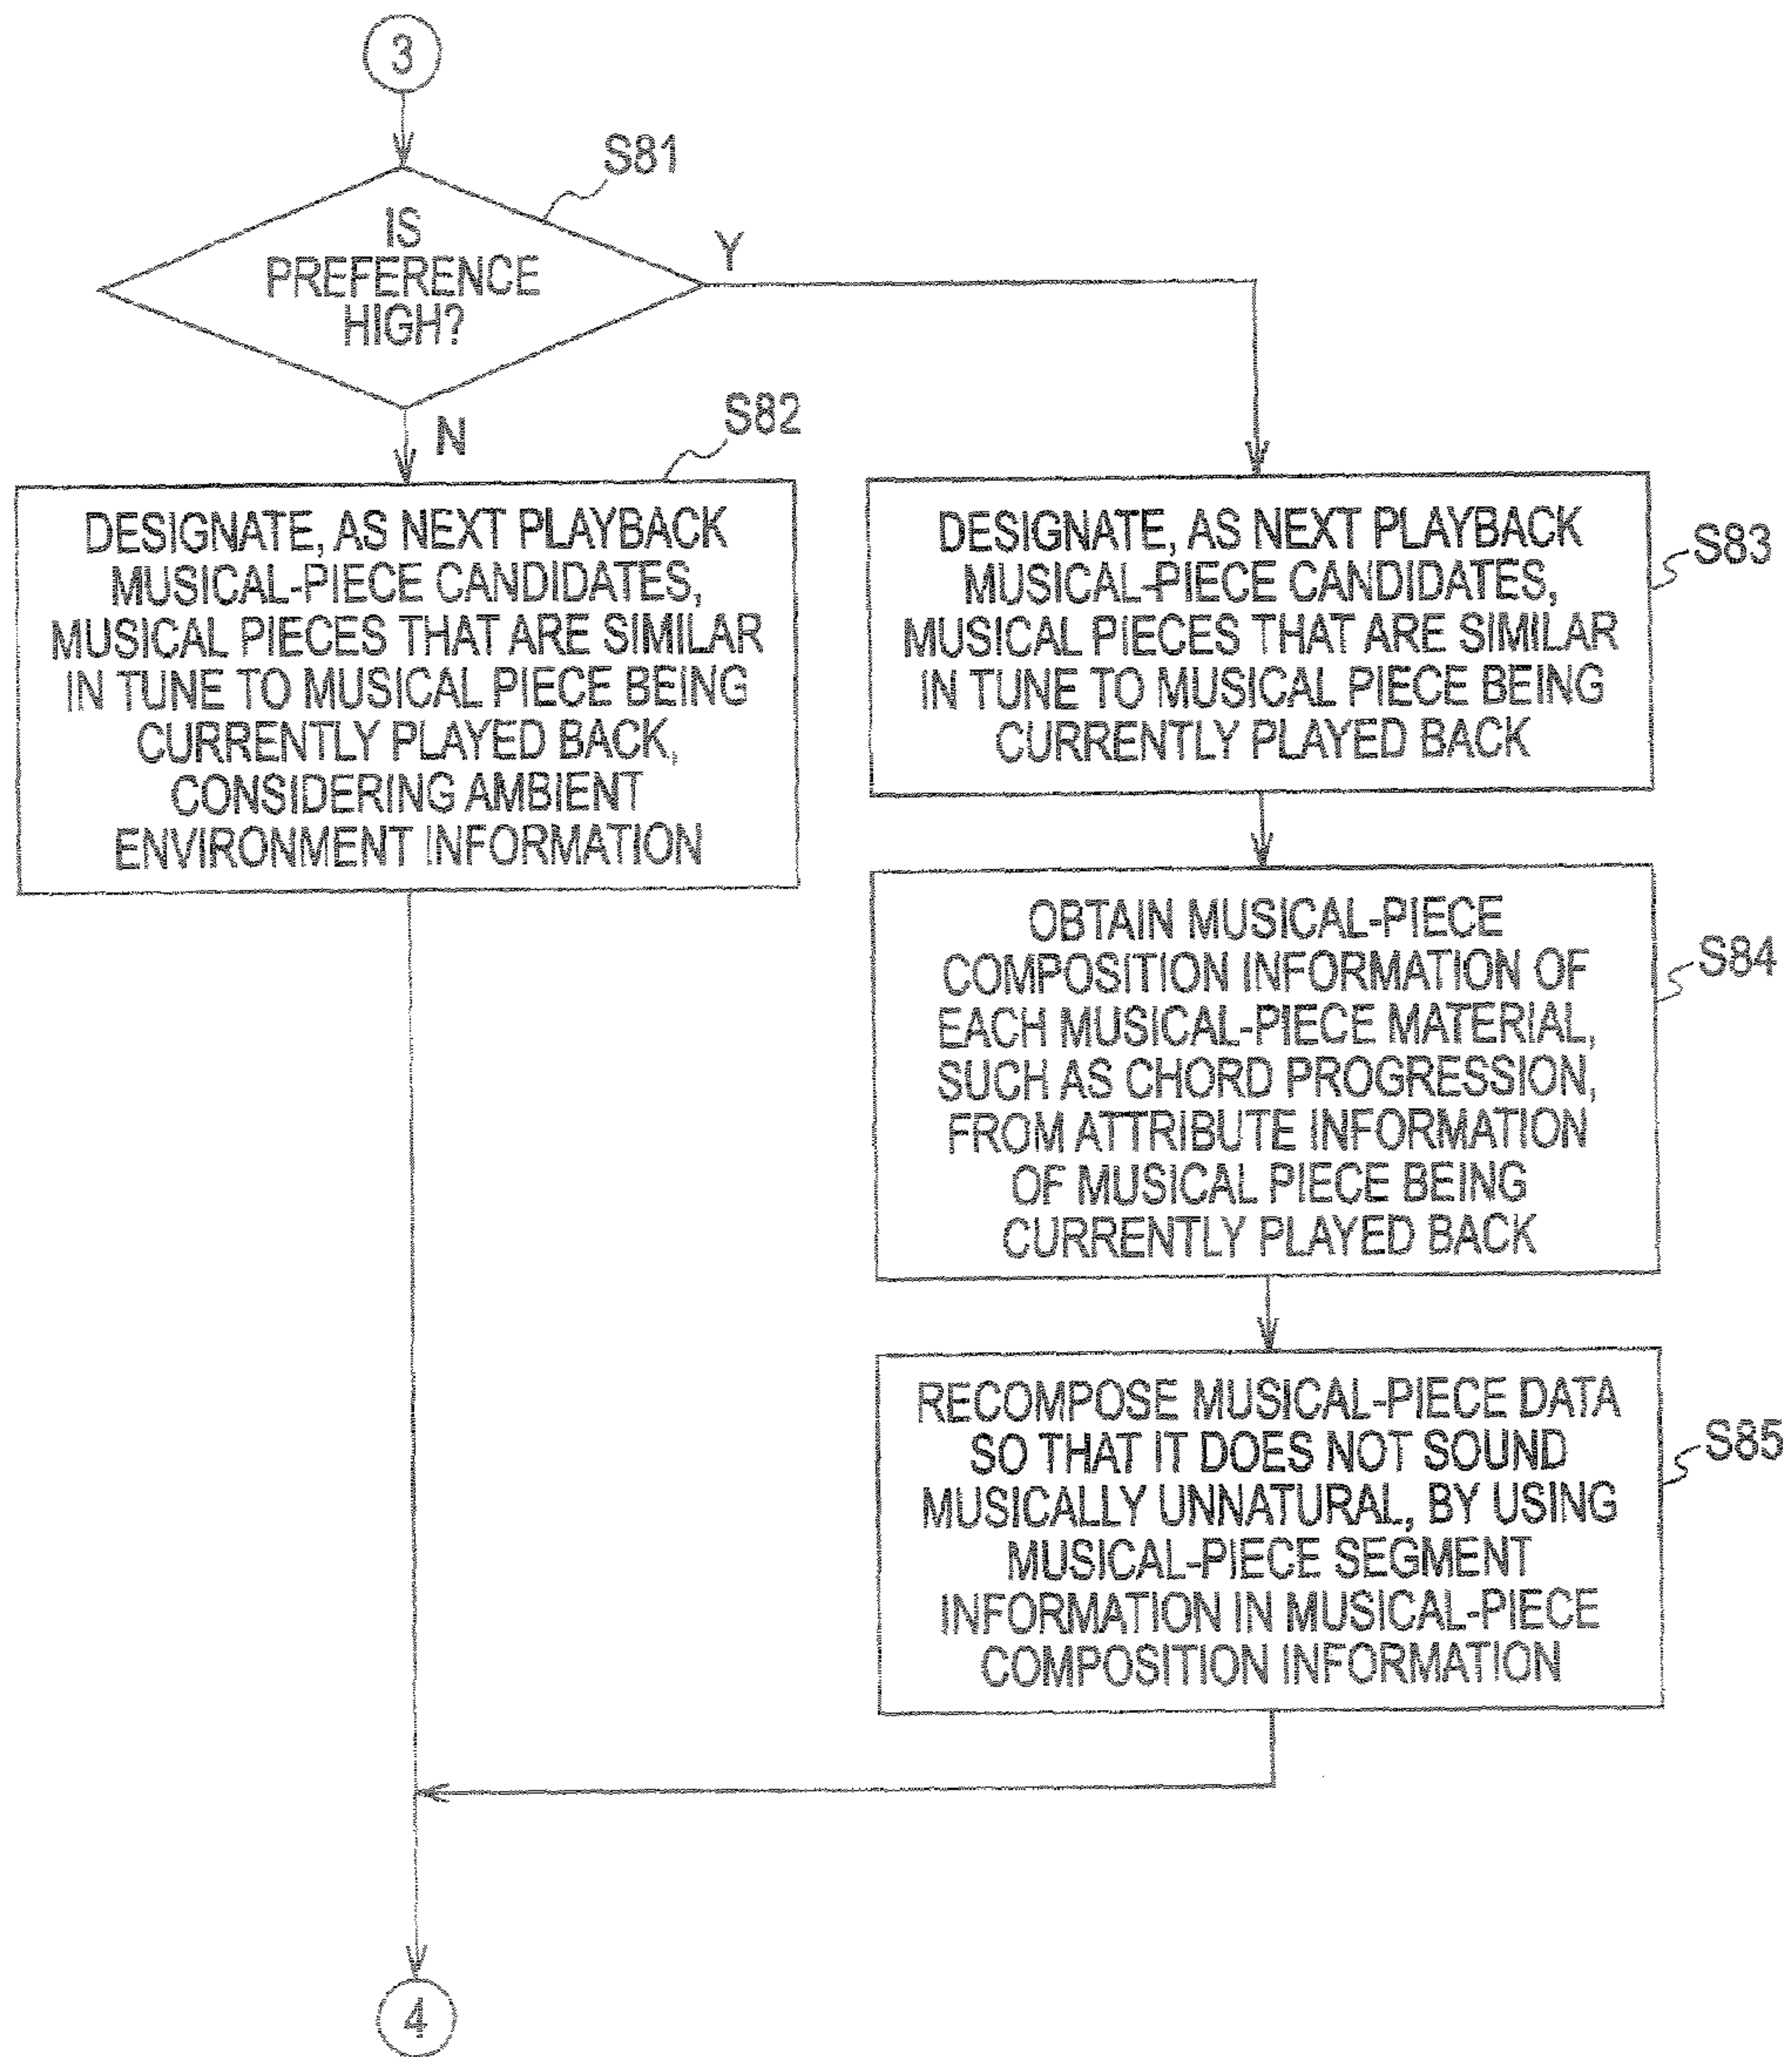 3
S81
IS
PREFERENCE
HIGH?
Y
N
S82
DESIGNATE, AS NEXT PLAYBACK
MUSICAL-PIECE CANDIDATES,
MUSICAL PIECES THAT ARE SIMILAR
IN TUNE TO MUSICAL PIECE BEING
CURRENTLY PLAYED BACK,
CONSIDERING AMBIENT
ENVIRONMENT INFORMATION
DESIGNATE, AS NEXT PLAYBACK
MUSICAL-PIECE CANDIDATES,
MUSICAL PIECES THAT ARE SIMILAR
IN TUNE TO MUSICAL PIECE BEING
CURRENTLY PLAYED BACK
S83
OBTAIN MUSICAL-PIECE
COMPOSITION INFORMATION OF
EACH MUSICAL-PIECE MATERIAL,
SUCH AS CHORD PROGRESSION,
FROM ATTRIBUTE INFORMATION
OF MUSICAL PIECE BEING
CURRENTLY PLAYED BACK
S84
RECOMPOSE MUSICAL-PIECE DATA
SO THAT IT DOES NOT SOUND
MUSICALLY UNNATURAL, BY USING
MUSICAL-PIECE SEGMENT
INFORMATION IN MUSICAL-PIECE
COMPOSITION INFORMATION
S85
4